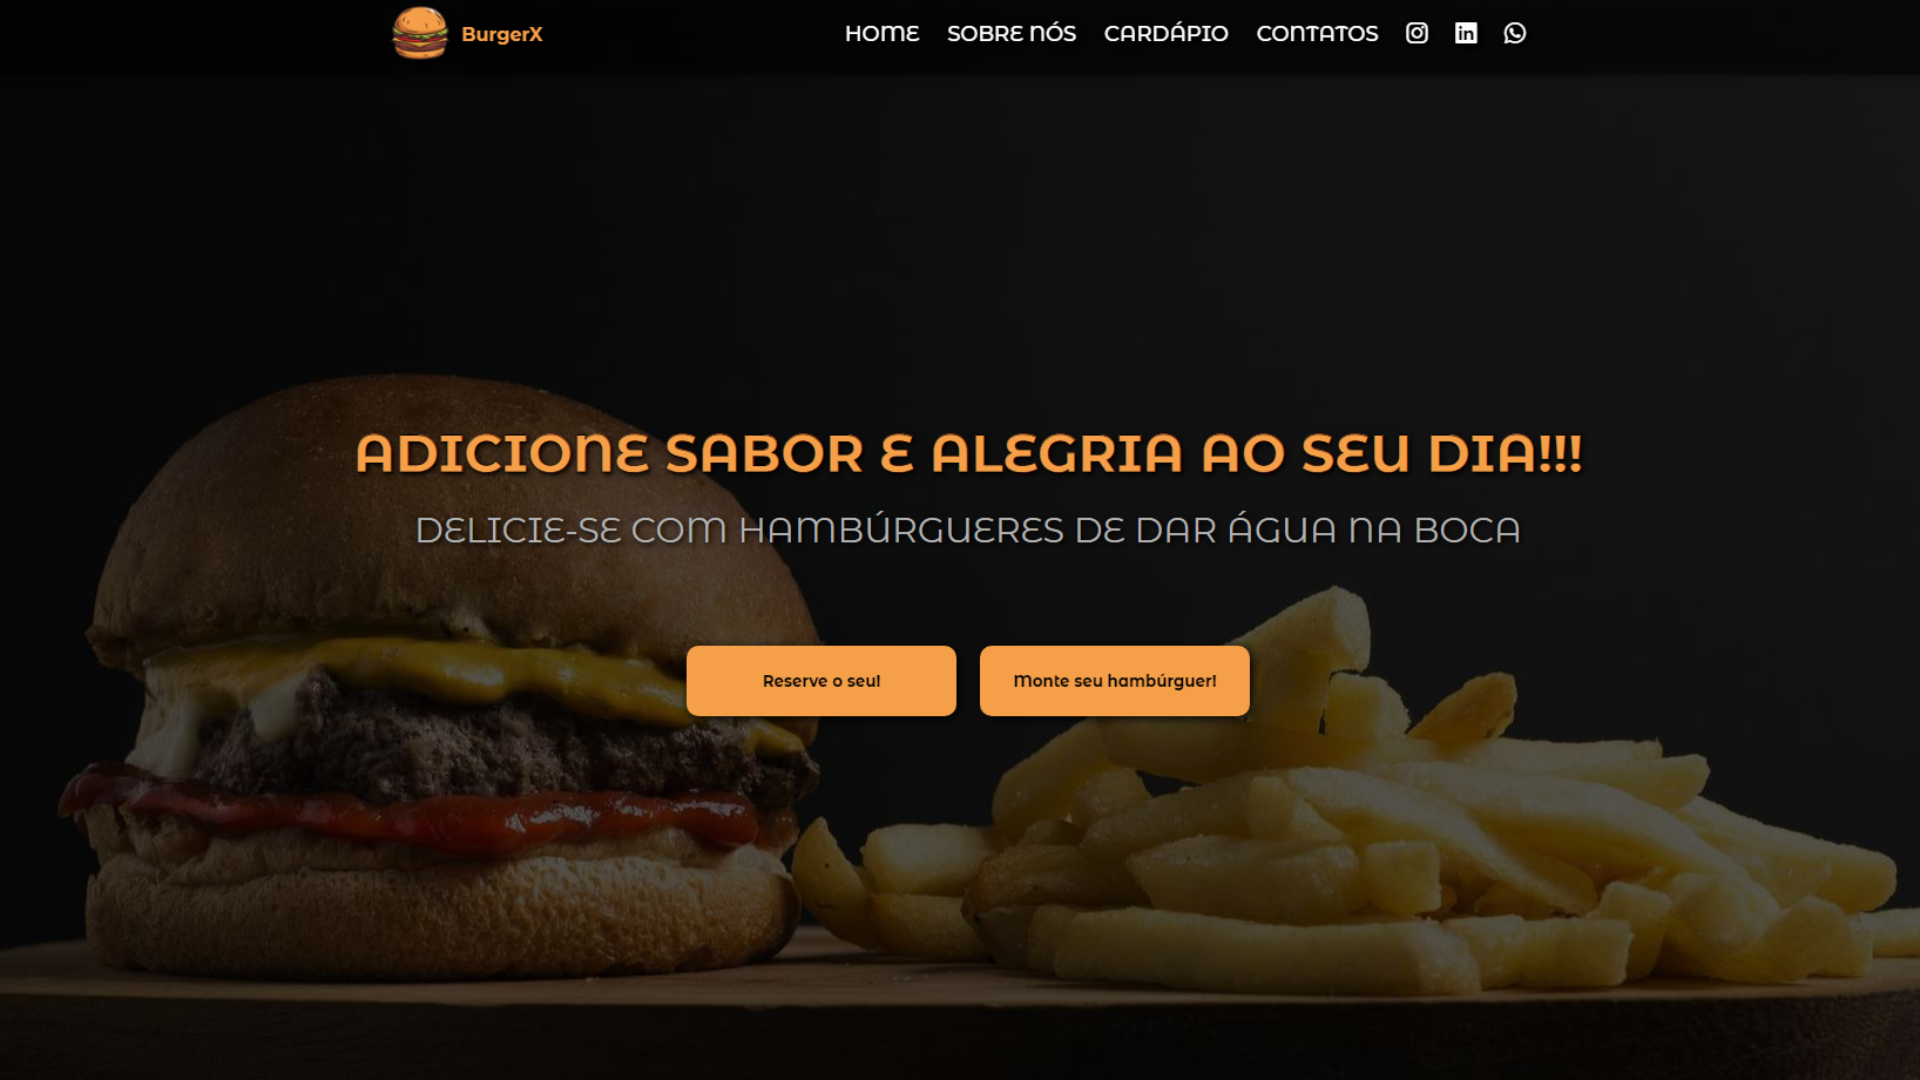 BurgerX
HOME SOBRE NÓS CARDÁPIO CONTATOS
ADICIONE SABOR E ALEGRIA AO SEU DIA!!!
DELICIE-SE COM HAMBÚRGUERES DE DAR ÁGUA NA BOCA
Reserve o seu! Monte seu hambúrguer!